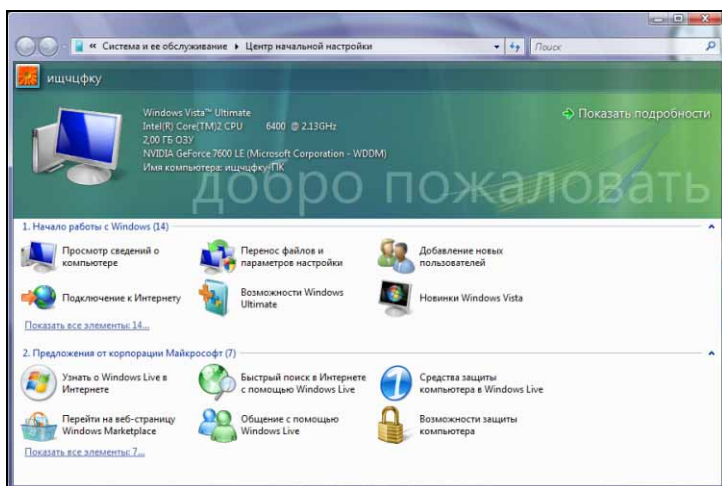 « Система и ее обслуживание ▸ Центр начальной настройки
Поиск
ищчцфку
Windows Vista™ Ultimate
Intel(R) Core(TM)2 CPU 6400 @ 2.13GHz
2,00 ГБ ОЗУ
NVIDIA GeForce 7600 LE (Microsoft Corporation - WDDM)
Имя компьютера: ищчцфку-ПК
Показать подробности
добро пожаловать
1. Начало работы с Windows (14)
Просмотр сведений о
компьютере
Перенос файлов и
параметров настройки
Добавление новых
пользователей
Подключение к Интернету
Возможности Windows
Ultimate
Новинки Windows Vista
Показать все элементы: 14...
2. Предложения от корпорации Майкрософт (7)
Узнать о Windows Live в
Интернете
Быстрый поиск в Интернете
с помощью Windows Live
Средства защиты
компьютера в Windows Live
Перейти на веб-страницу
Windows Marketplace
Общение с помощью
Windows Live
Возможности защиты
компьютера
Показать все элементы: 7...